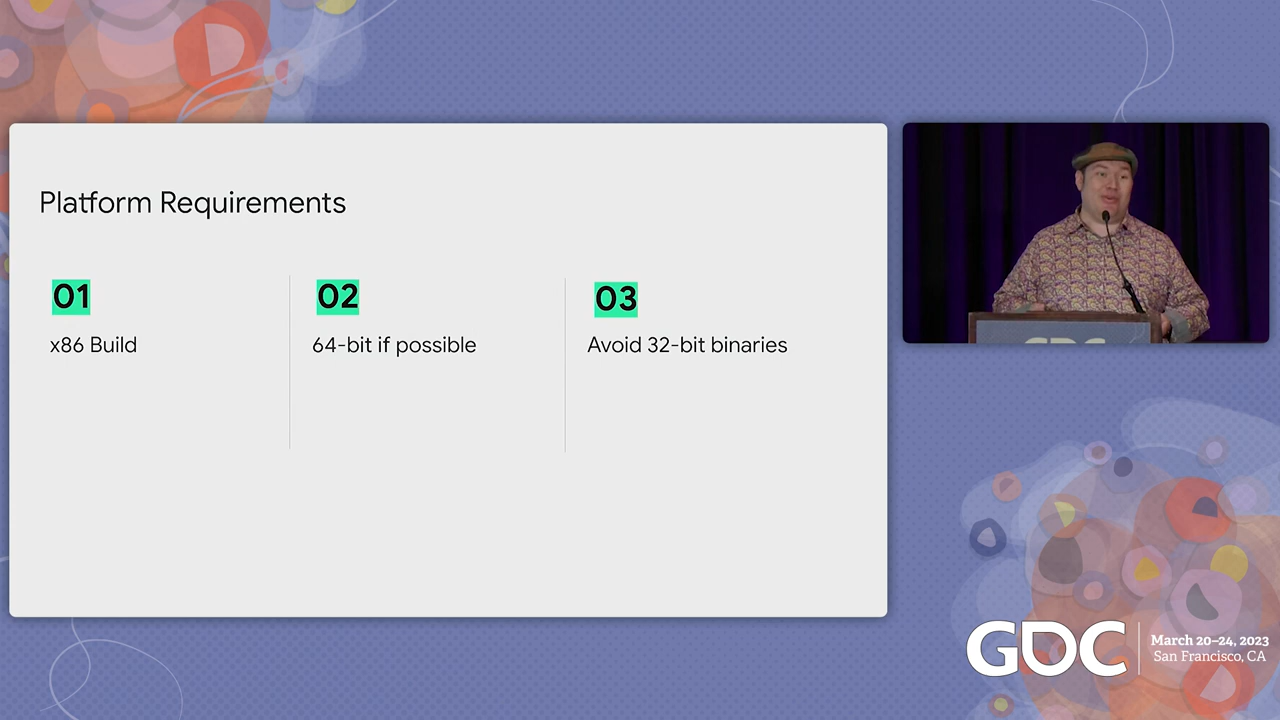 Platform Requirements
01
x86 Build
02
64-bit if possible
03
Avoid 32-bit binaries
GDC
GDC
March 20–24, 2023
San Francisco, CA